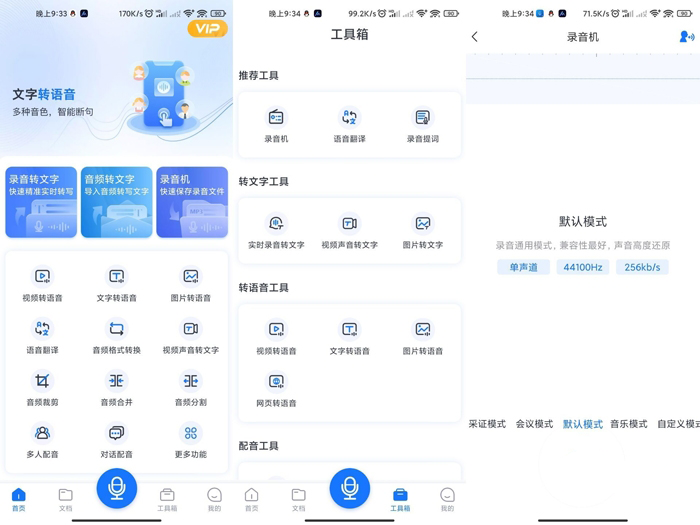 晚上9:33
170K/s
90
VIP
文字转语音
多种音色，智能断句
录音转文字
快速精准实时转写
音频转文字
导入音频转写文字
录音机
快速保存录音文件
MP3
视频转语音
文字转语音
图片转语音
语音翻译
音频格式转换
视频声音转文字
音频裁剪
音频合并
音频分割
多人配音
对话配音
更多功能
首页
文档
工具箱
我的
晚上9:34
99.2K/s
90
工具箱
推荐工具
录音机
语音翻译
录音提词
转文字工具
实时录音转文字
视频声音转文字
图片转文字
转语音工具
视频转语音
文字转语音
图片转语音
网页转语音
配音工具
首页
文档
工具箱
我的
晚上9:34
71.5K/s
90
录音机
默认模式
录音通用模式，兼容性最好，声音高度还原
单声道
44100Hz
256kb/s
采证模式
会议模式
默认模式
音乐模式
自定义模式